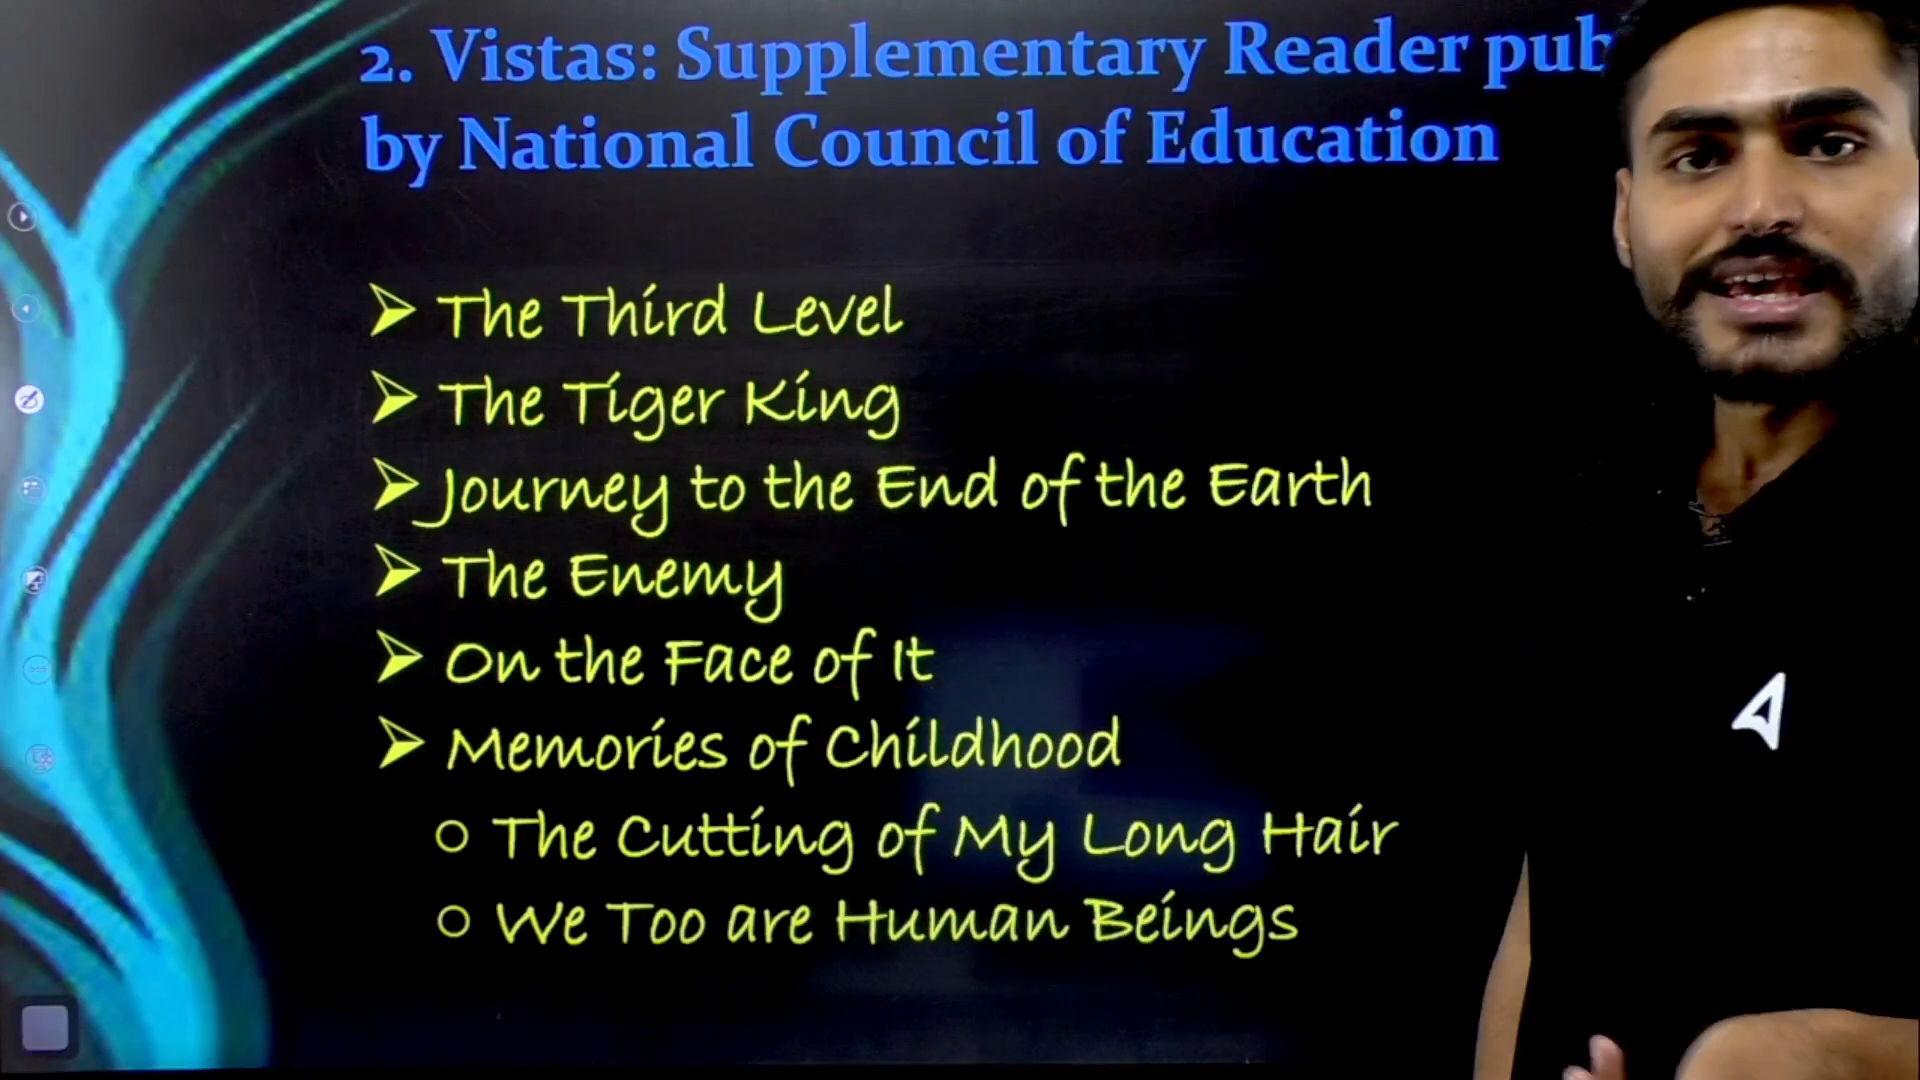 2. Vistas: Supplementary Reader pub
by National Council of Education
The Third Level
The Tiger King
Journey to the End of the Earth
The Enemy
On the Face of It
Memories of Childhood
The Cutting of My Long Hair
We Too are Human Beings